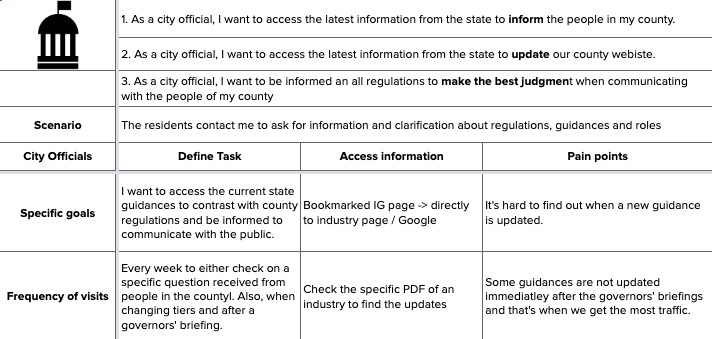 1. As a city official, I want to access the latest information from the state to inform the people in my county.
2. As a city official, I want to access the latest information from the state to update our county webiste.
3. As a city official, I want to be informed an all regulations to make the best judgment when communicating
with the people of my county
Scenario
The residents contact me to ask for information and clarification about regulations, guidances and roles
City Officials
Define Task
Access information
Pain points
Specific goals
I want to access the current state
guidances to contrast with county
regulations and be informed to
communicate with the public.
Bookmarked IG page -> directly
to industry page / Google
It's hard to find out when a new guidance
is updated.
Frequency of visits
Every week to either check on a
specific question received from
people in the countyl. Also, when
changing tiers and after a
governors' briefing.
Check the specific PDF of an
industry to find the updates
Some guidances are not updated
immediatley after the governors' briefings
and that's when we get the most traffic.